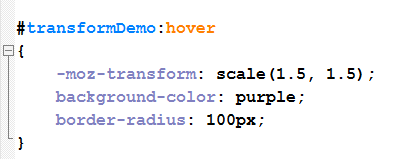 #transformDemo:hover
{
-moz-transform: scale(1.5, 1.5);
background-color: purple;
border-radius: 100px;
}